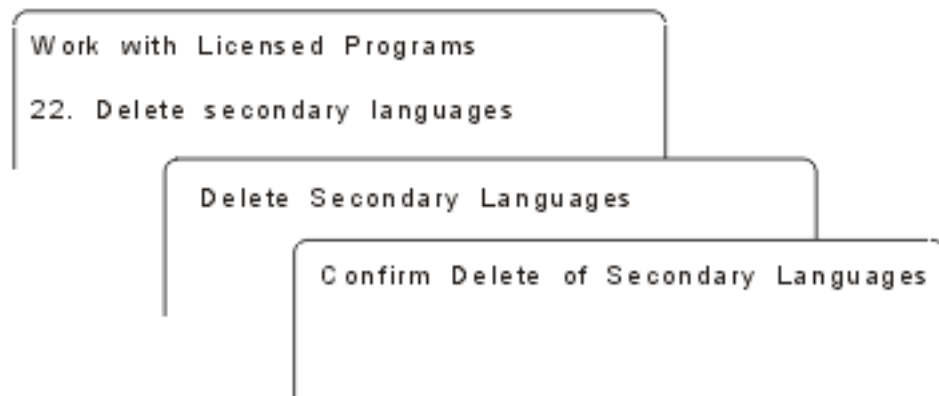 Work with Licensed Programs
22. Delete secondary languages
Delete Secondary Languages
Confirm Delete of Secondary Languages